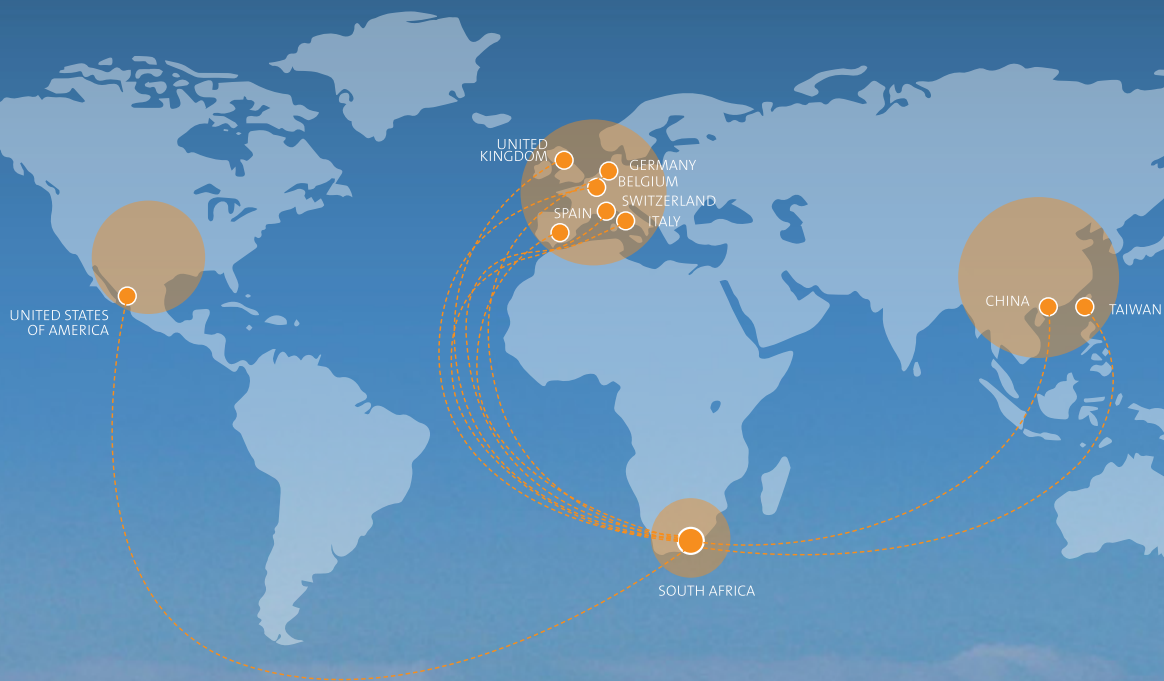 UNITED
KINGDOM
GERMANY
BELGIUM
SWITZERLAND
SPAIN
ITALY
UNITED STATES
OF AMERICA
CHINA
TAIWAN
SOUTH AFRICA